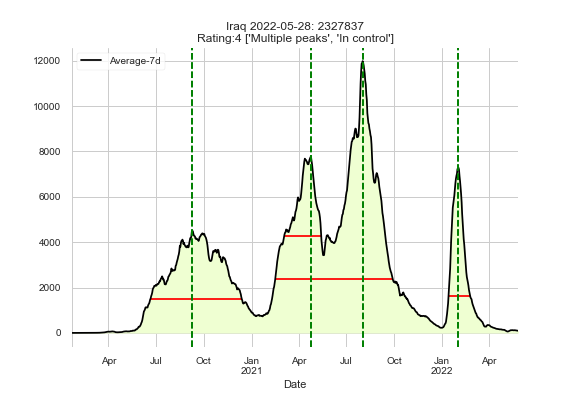 Iraq 2022-05-28: 2327837
Rating:4 ['Multiple peaks', 'In control']
Average-7d
12000
10000
8000
6000
4000
2000
0
Apr Jul Oct Jan Apr Jul Oct Jan Apr
2021 2022
Date